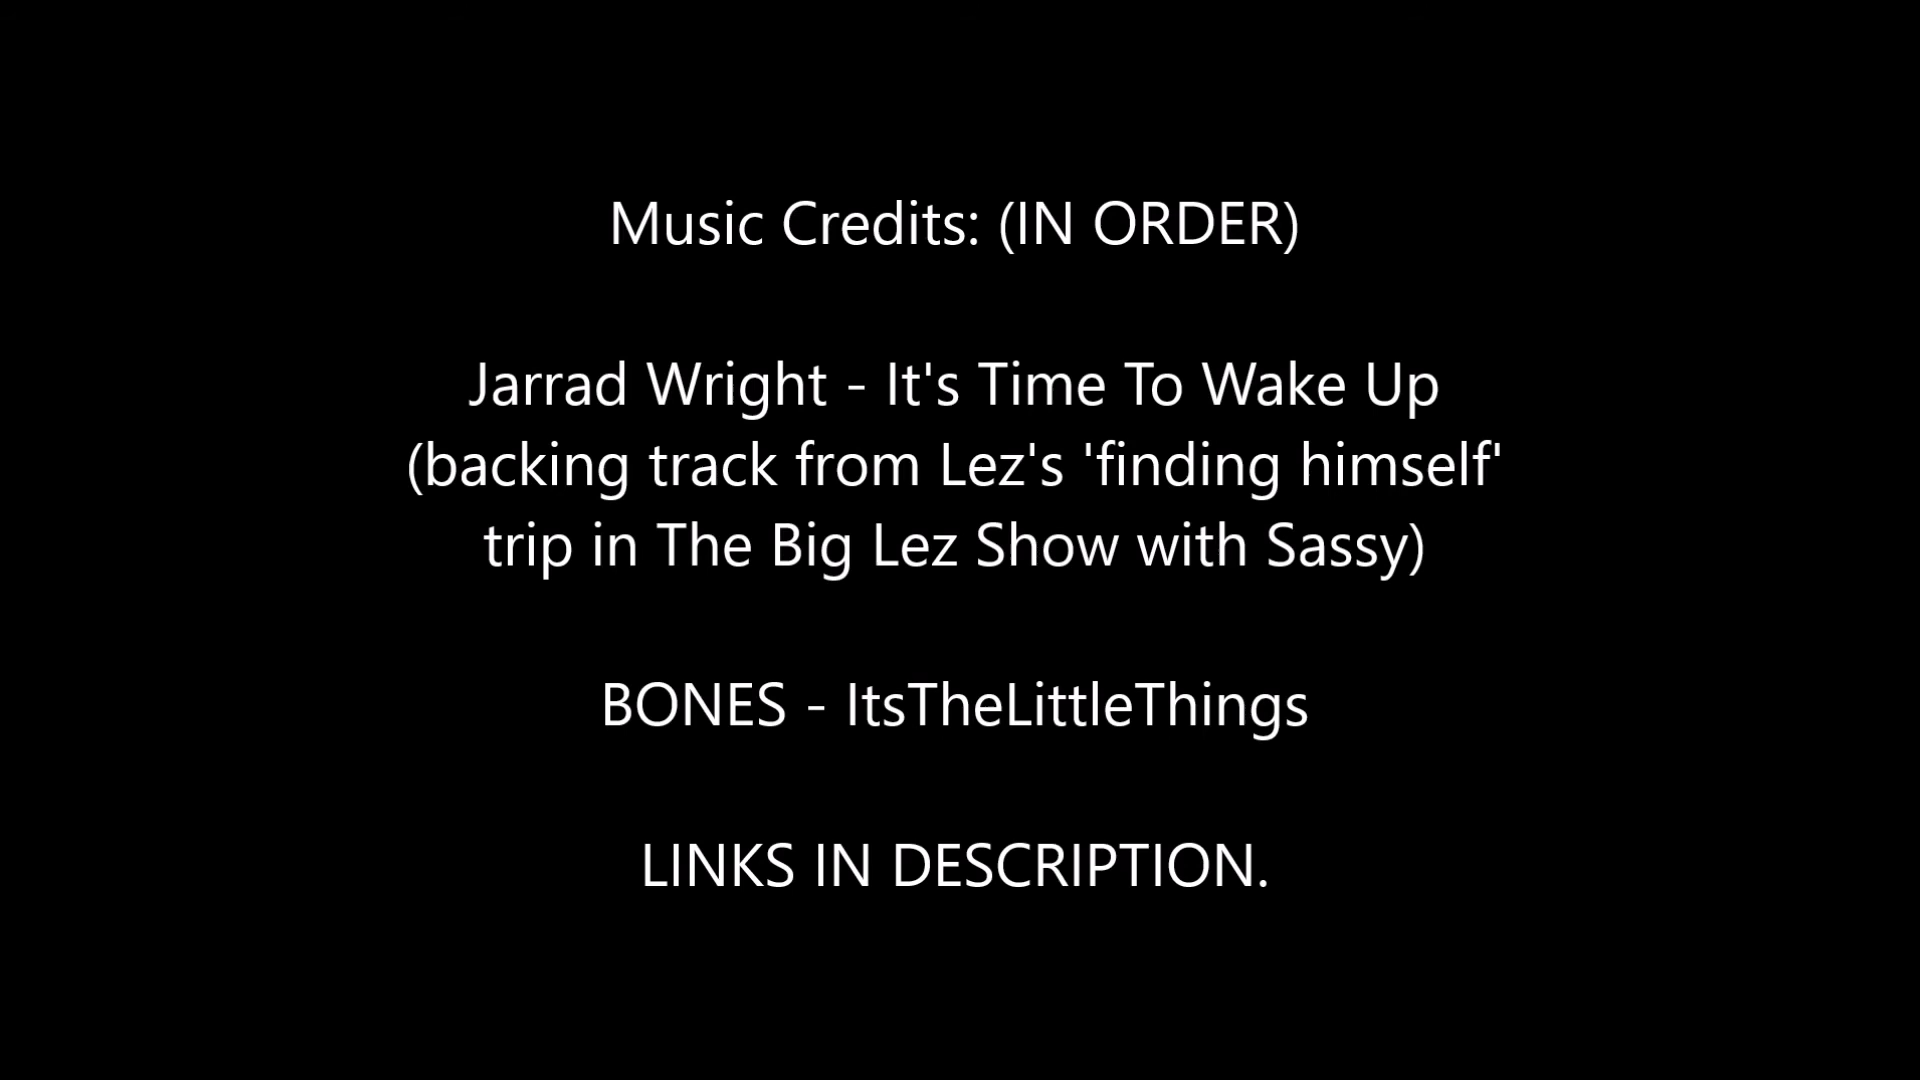 Music Credits: (IN ORDER)
Jarrad Wright - It's Time To Wake Up
(backing track from Lez's 'finding himself'
trip in The Big Lez Show with Sassy)
BONES - ItsTheLittleThings
LINKS IN DESCRIPTION.